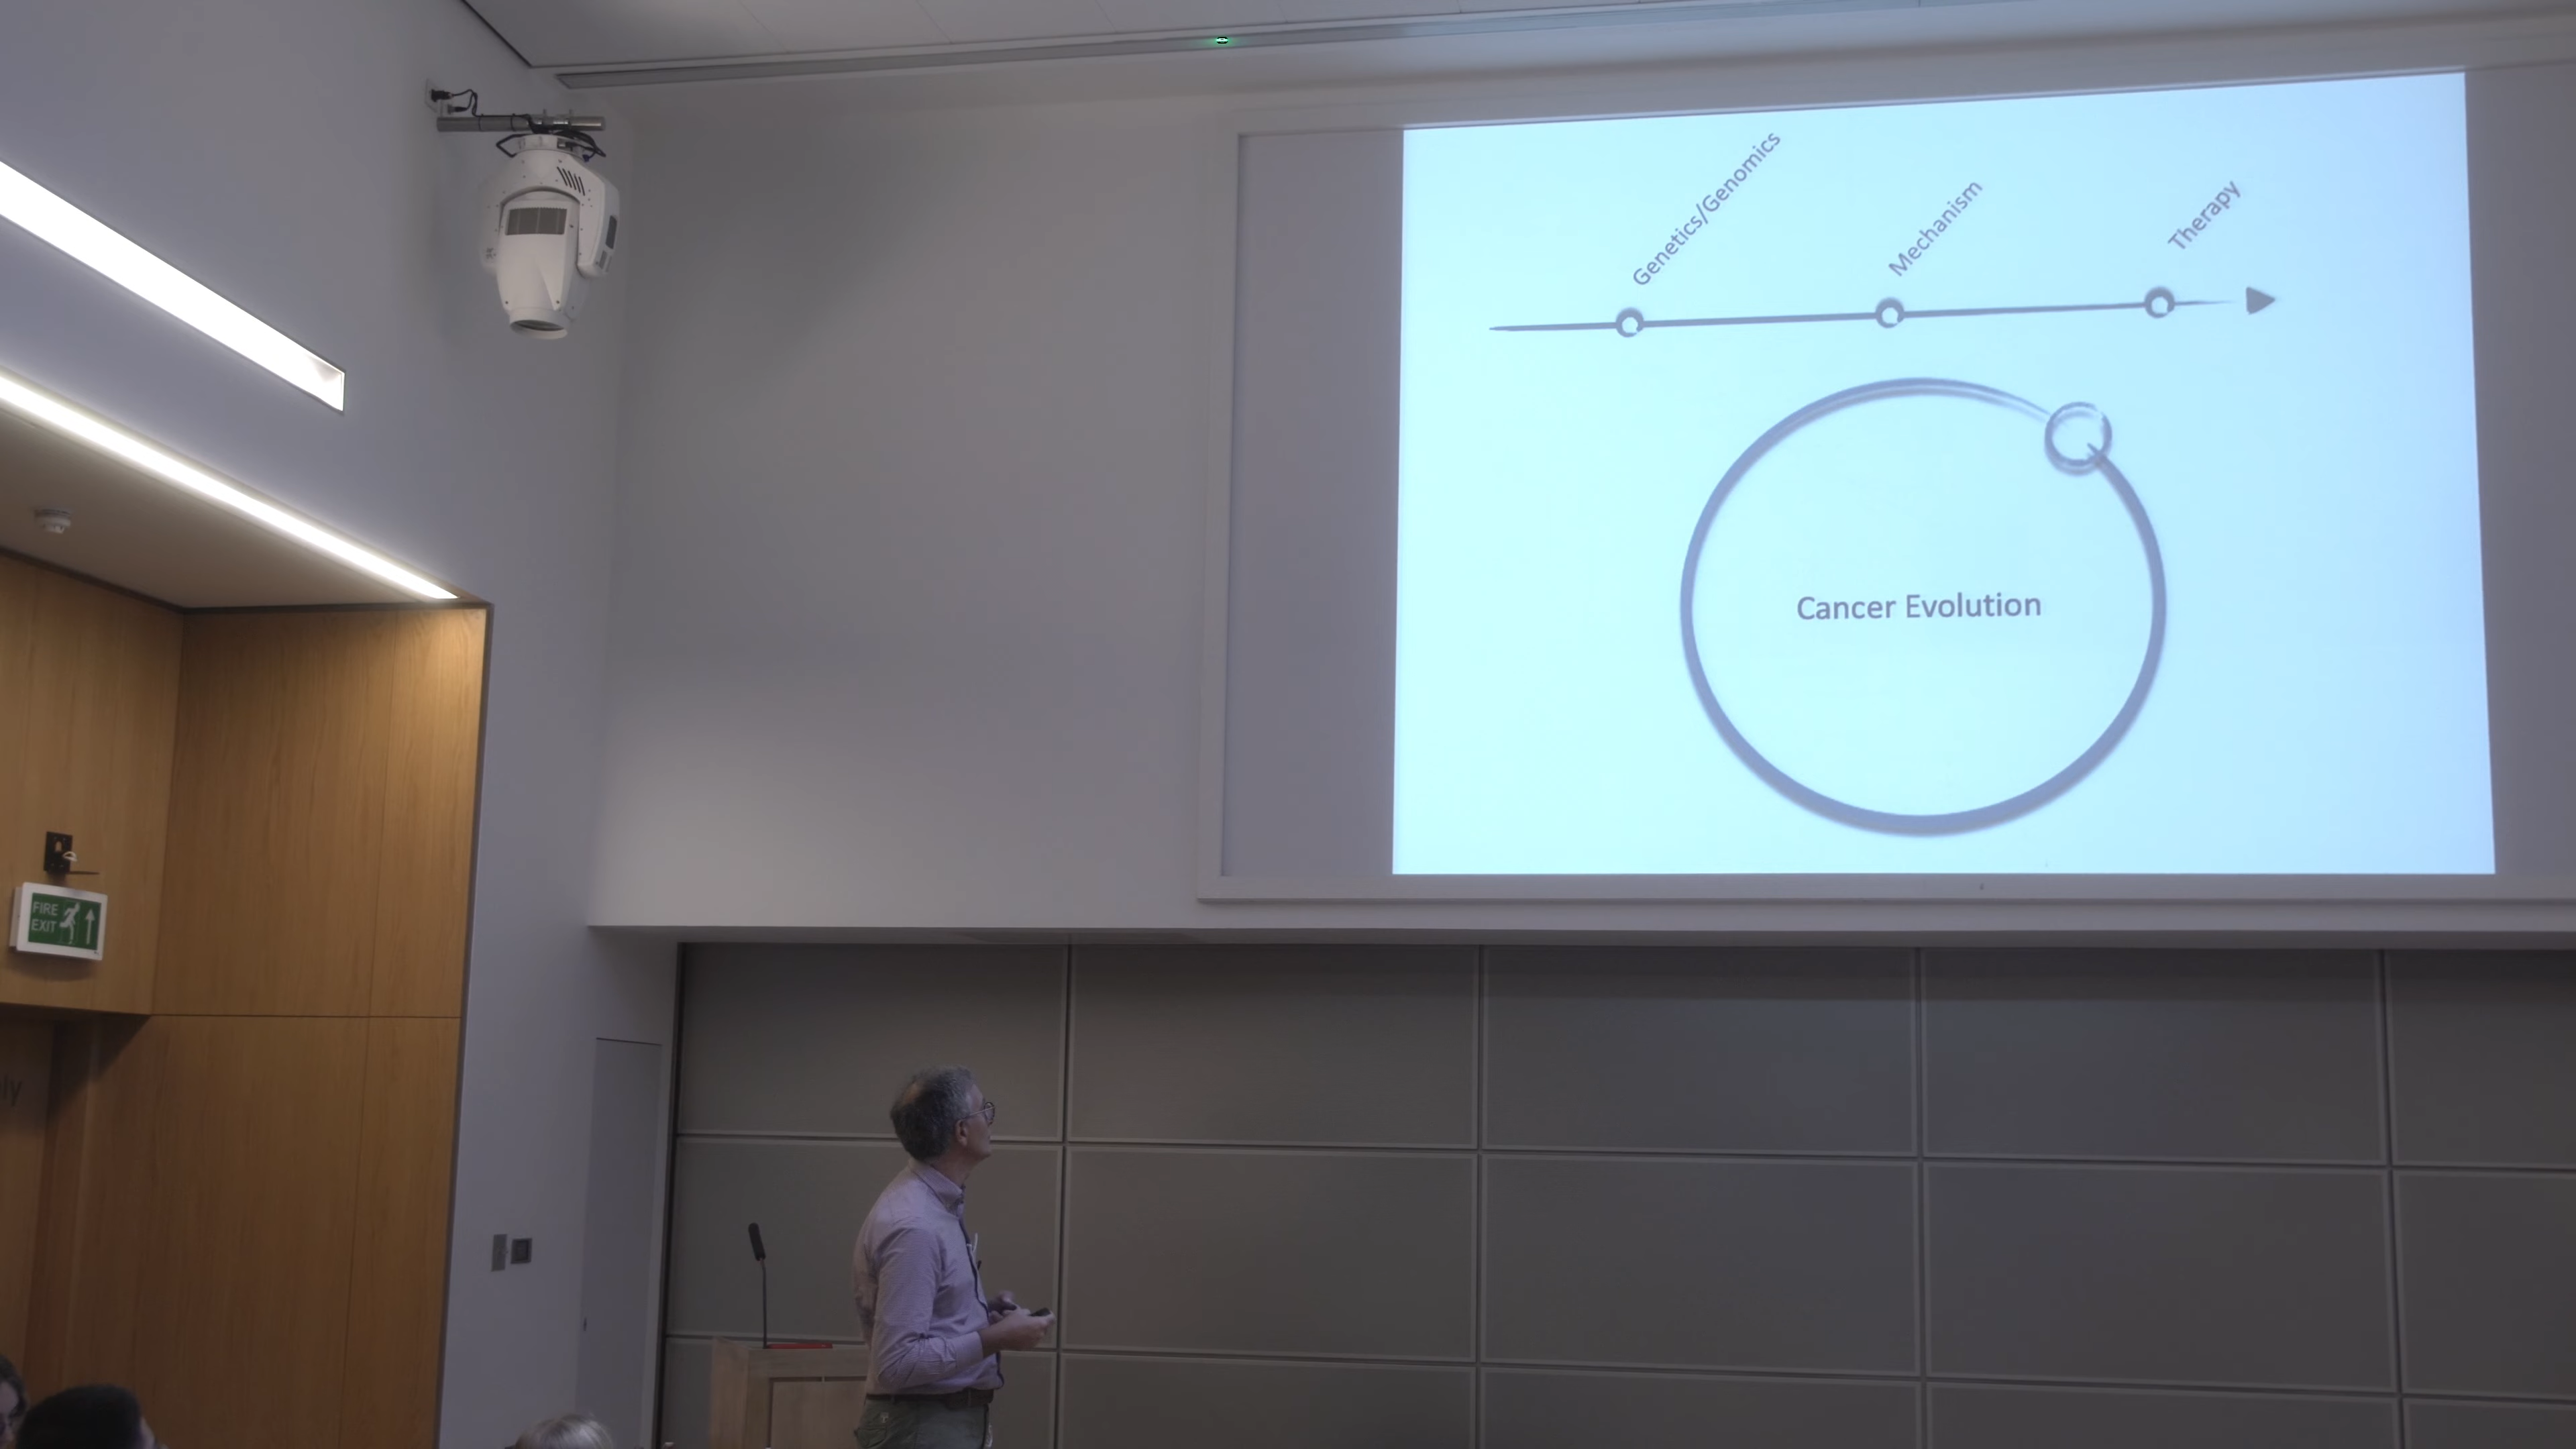 Genetics/Genomics
Mechanism
Therapy
Cancer Evolution
FIRE
EXIT